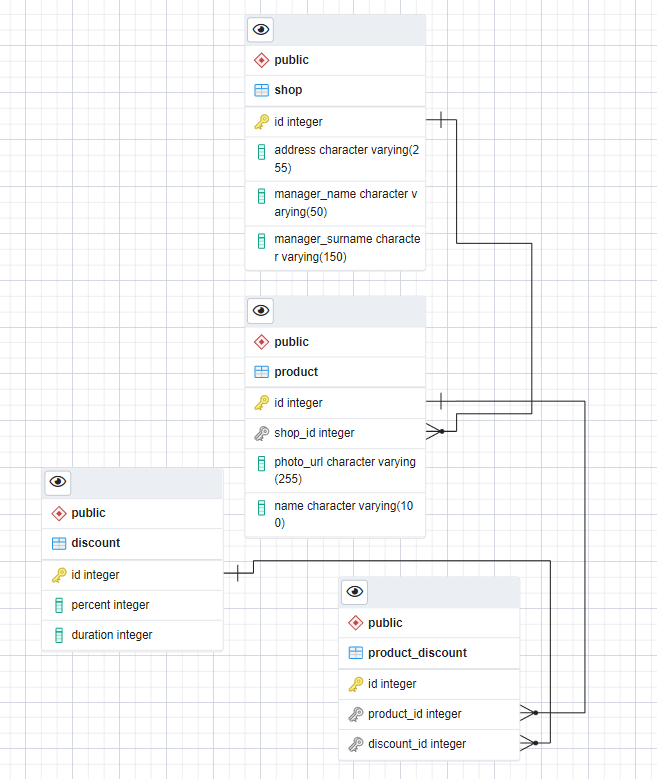 public
shop
id integer
address character varying(2
55)
manager_name character v
arying(50)
manager_surname characte
r varying(150)
public
product
id integer
shop_id integer
photo_url character varying
(255)
name character varying(10
0)
public
discount
id integer
percent integer
duration integer
public
product_discount
id integer
product_id integer
discount_id integer